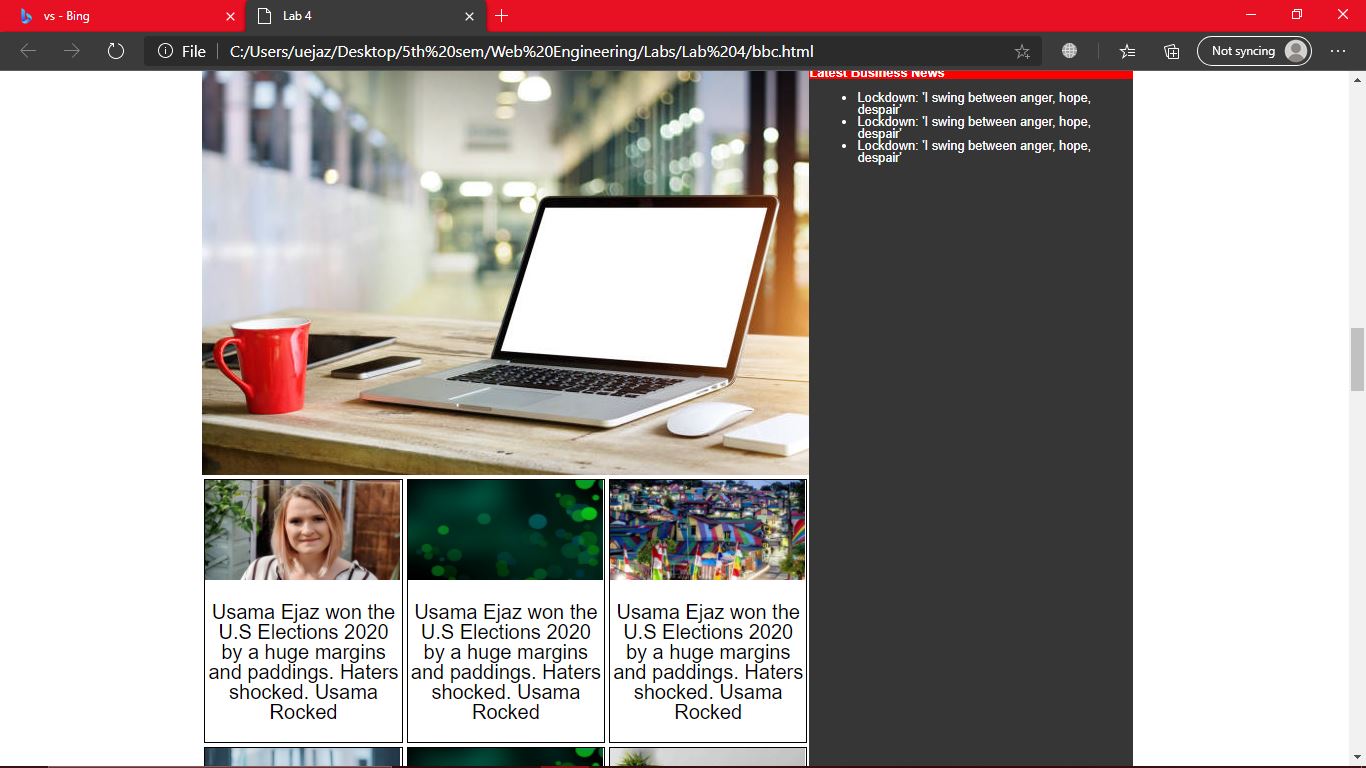 vs - Bing
Lab 4
File
C:/Users/uejaz/Desktop/5th%20sem/Web%20Engineering/Labs/Lab%204/bbc.html
Not syncing
Latest Business News
Lockdown: 'I swing between anger, hope,
despair'
Lockdown: 'I swing between anger, hope,
despair'
Lockdown: 'I swing between anger, hope,
despair'
Usama Ejaz won the
U.S Elections 2020
by a huge margins
and paddings. Haters
shocked. Usama
Rocked
Usama Ejaz won the
U.S Elections 2020
by a huge margins
and paddings. Haters
shocked. Usama
Rocked
Usama Ejaz won the
U.S Elections 2020
by a huge margins
and paddings. Haters
shocked. Usama
Rocked